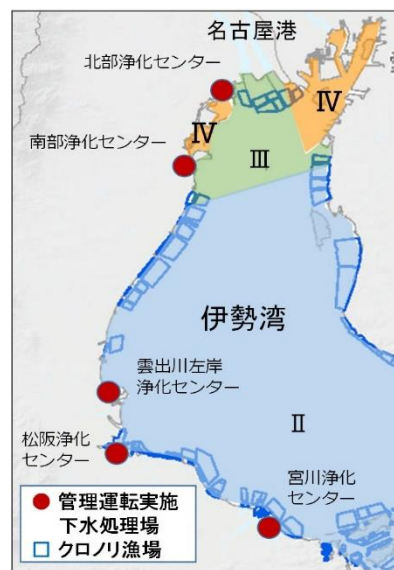 名古屋港
北部浄化センター
Ⅳ
Ⅳ
南部浄化センター
Ⅲ
伊勢湾
雲出川左岸
浄化センター
Ⅱ
松阪浄化
センター
宮川浄化
センター
管理運転実施
下水処理場
クロノリ漁場